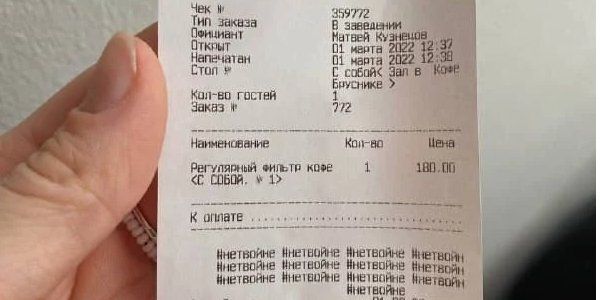 Чек № 359772
Тип заказа В заведении
Официант Матвей Кузнецов
Открыт 01 марта 2022 12:37
Напечатан 01 марта 2022 12:38
Стол № С собой< Зал в Кофе
Бруснике >
Кол-во гостей 1
Заказ № 772
Наименование Кол-во Цена
Регулярный фильтр кофе 1 180.00
<С СОБОЙ. № 1>
К оплате ........................
#нетвойне #нетвойне #нетвойне #нетвойн
#нетвойне #нетвойне #нетвойне #нетвойн
#нетвойне #нетвойне #нетвойне #нетвойн
#нетвойне